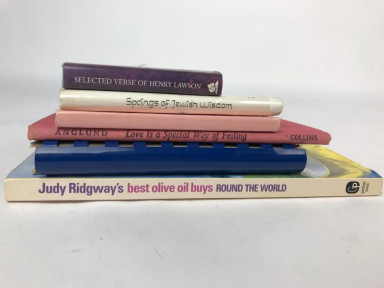 SELECTED VERSE OF HENRY LAWSON
Springs of Jewish Wisdom
ANGLUND Love Is a Special Way of Feeling COLLINS
Judy Ridgway's best olive oil buys ROUND THE WORLD